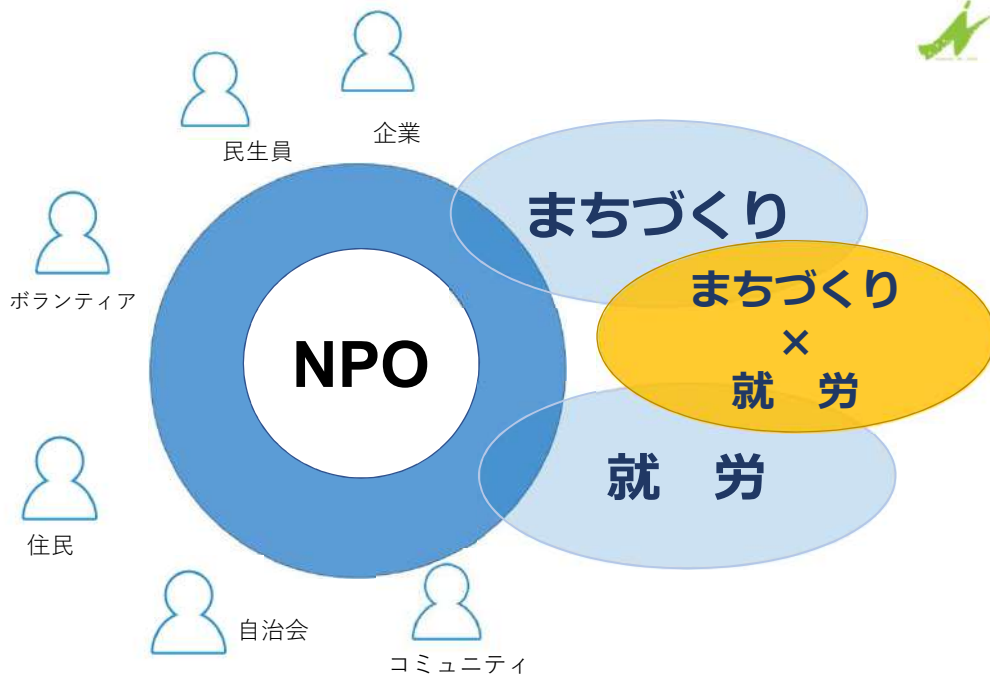 企業
民生員
まちづくり
まちづくり
×
就　労
ボランティア
NPO
就　労
住民
自治会
コミュニティ